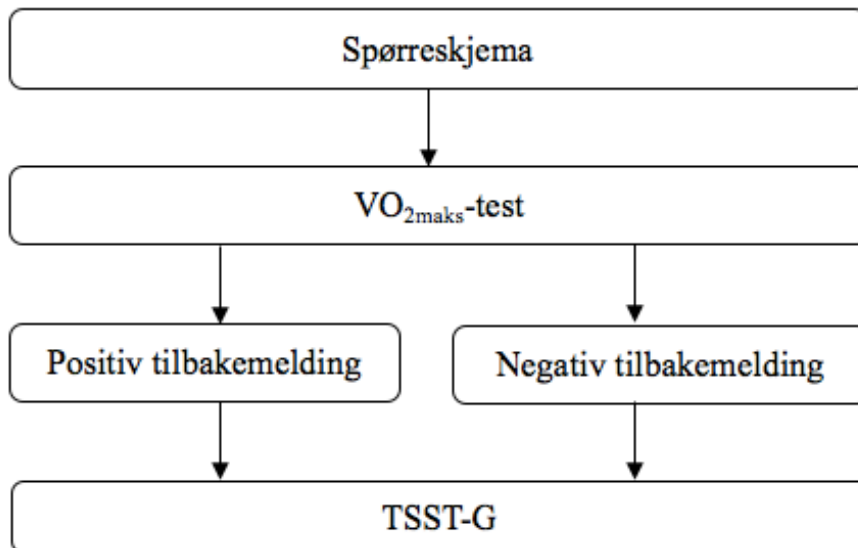 Spørreskjema
VO₂maks-test
Positiv tilbakemelding
Negativ tilbakemelding
TSST-G